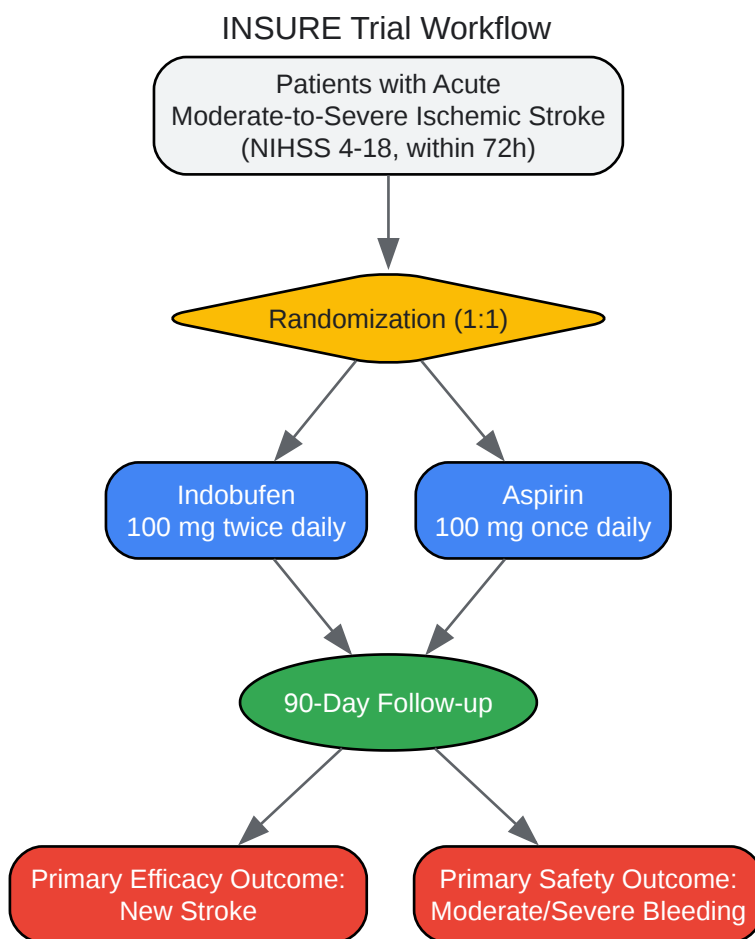 INSURE Trial Workflow
Patients with Acute
Moderate-to-Severe Ischemic Stroke
(NIHSS 4-18, within 72h)
Randomization (1:1)
Indobufen
100 mg twice daily
Aspirin
100 mg once daily
90-Day Follow-up
Primary Efficacy Outcome:
New Stroke
Primary Safety Outcome:
Moderate/Severe Bleeding